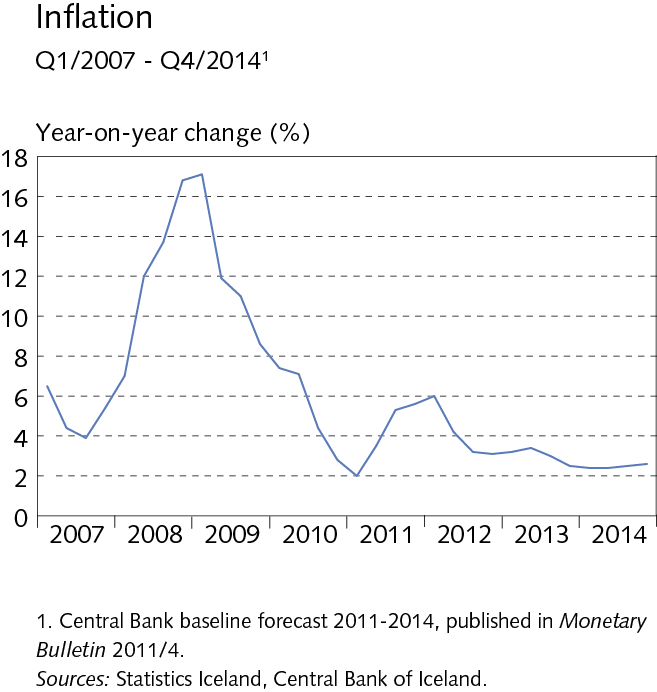 Inflation
Q1/2007 - Q4/2014¹
Year-on-year change (%)
18
16
14
12
10
8
6
4
2
0
2007 2008 2009 2010 2011 2012 2013 2014
1. Central Bank baseline forecast 2011-2014, published in Monetary
Bulletin 2011/4.
Sources: Statistics Iceland, Central Bank of Iceland.